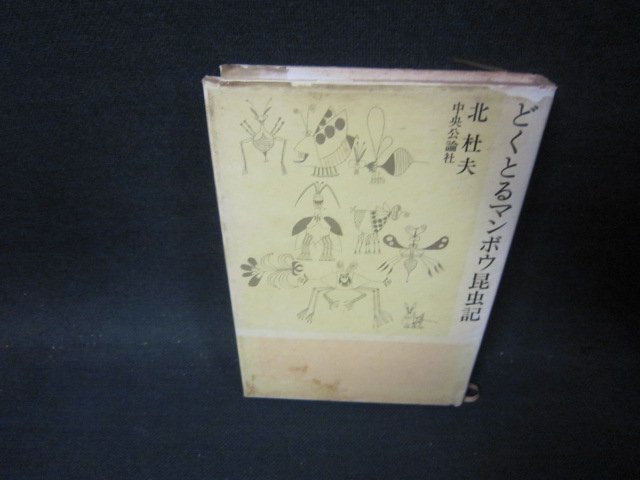 どくとるマンボウ昆虫記
北 杜夫
中央公論社